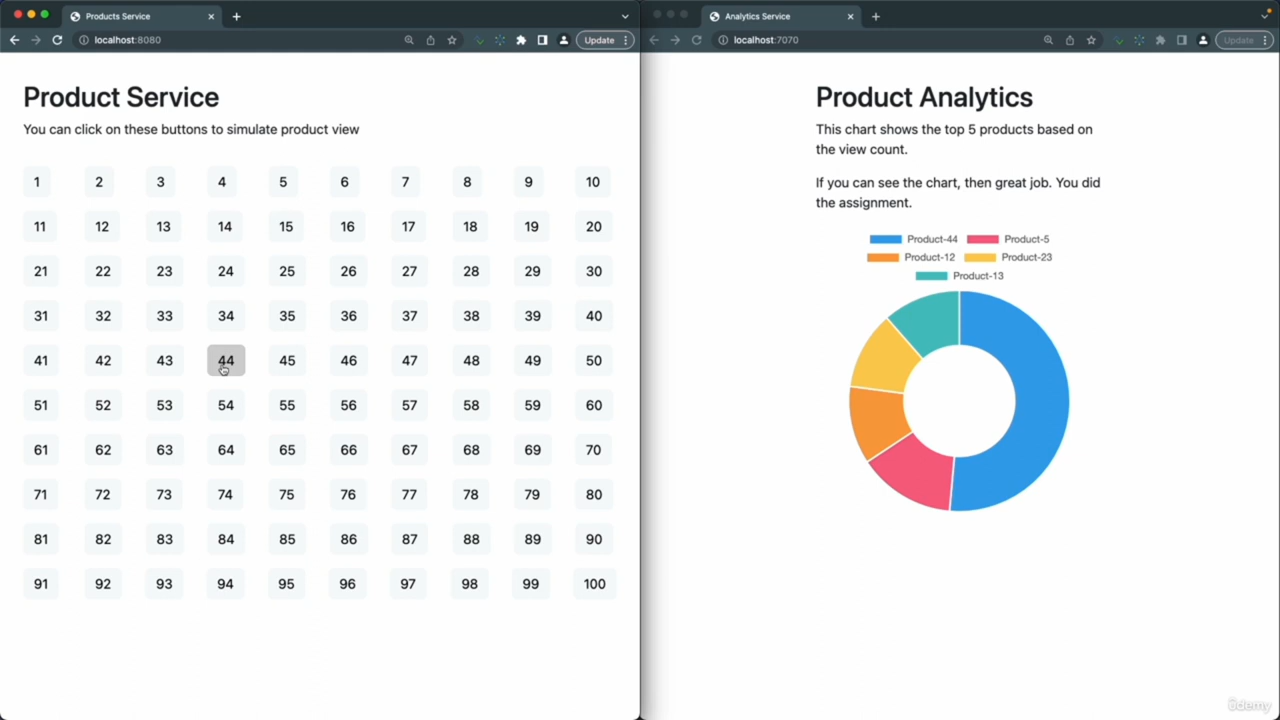 Products Service
localhost:8080
Update
Product Service
You can click on these buttons to simulate product view
1 2 3 4 5 6 7 8 9 10
11 12 13 14 15 16 17 18 19 20
21 22 23 24 25 26 27 28 29 30
31 32 33 34 35 36 37 38 39 40
41 42 43 44 45 46 47 48 49 50
51 52 53 54 55 56 57 58 59 60
61 62 63 64 65 66 67 68 69 70
71 72 73 74 75 76 77 78 79 80
81 82 83 84 85 86 87 88 89 90
91 92 93 94 95 96 97 98 99 100
Analytics Service
localhost:7070
Update
Product Analytics
This chart shows the top 5 products based on
the view count.
If you can see the chart, then great job. You did
the assignment.
Product-44 Product-5
Product-12 Product-23
Product-13
ûdemy